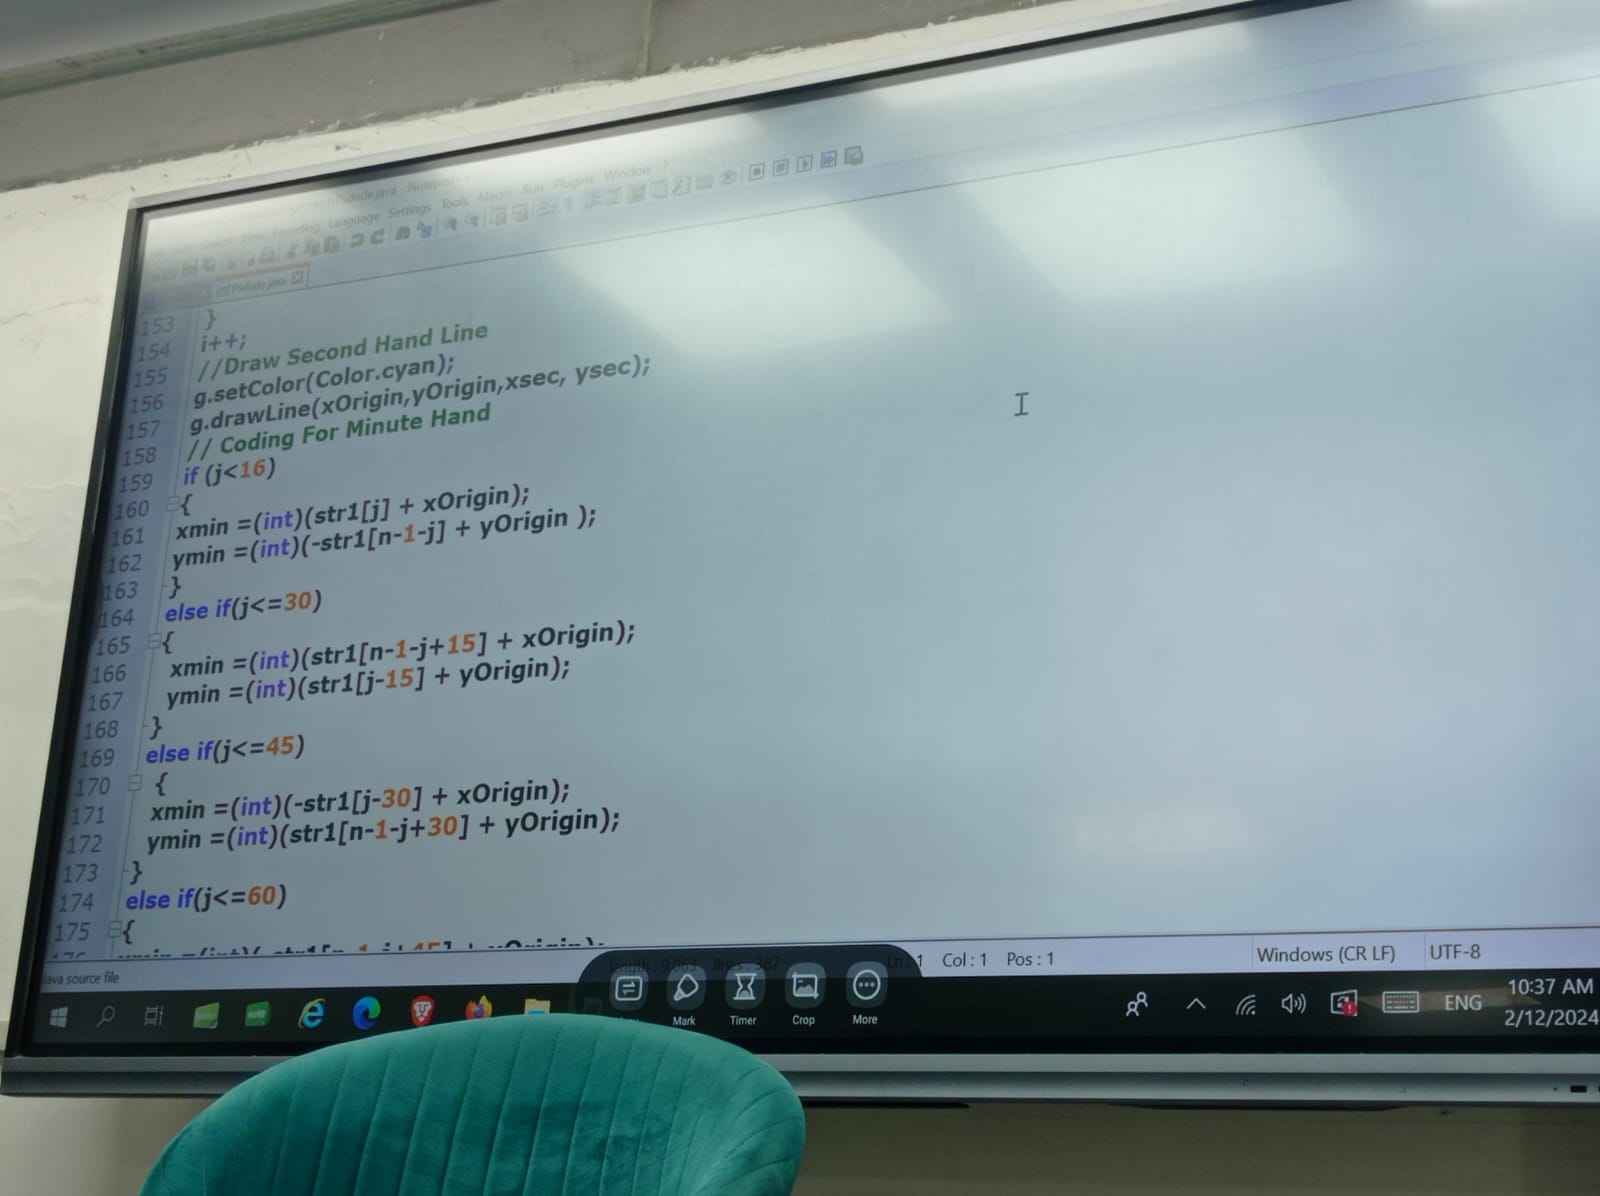 Psdude.java - Notepad++
Encoding Language Settings Tools Macro Run Plugins Window ?
Psdude.java
153 }
154 i++;
155 //Draw Second Hand Line
156 g.setColor(Color.cyan);
157 g.drawLine(xOrigin,yOrigin,xsec, ysec);
158 // Coding For Minute Hand
159 if (j<16)
160 {
161 xmin =(int)(str1[j] + xOrigin);
162 ymin =(int)(-str1[n-1-j] + yOrigin );
163 }
164 else if(j<=30)
165 {
166 xmin =(int)(str1[n-1-j+15] + xOrigin);
167 ymin =(int)(str1[j-15] + yOrigin);
168 }
169 else if(j<=45)
170 {
171 xmin =(int)(-str1[j-30] + xOrigin);
172 ymin =(int)(str1[n-1-j+30] + yOrigin);
173 }
174 else if(j<=60)
175 {
Java source file
length : 9,063 lines : 387
Ln : 1 Col : 1 Pos : 1
Windows (CR LF) UTF-8
Mark Timer Crop More
ENG
10:37 AM
2/12/2024